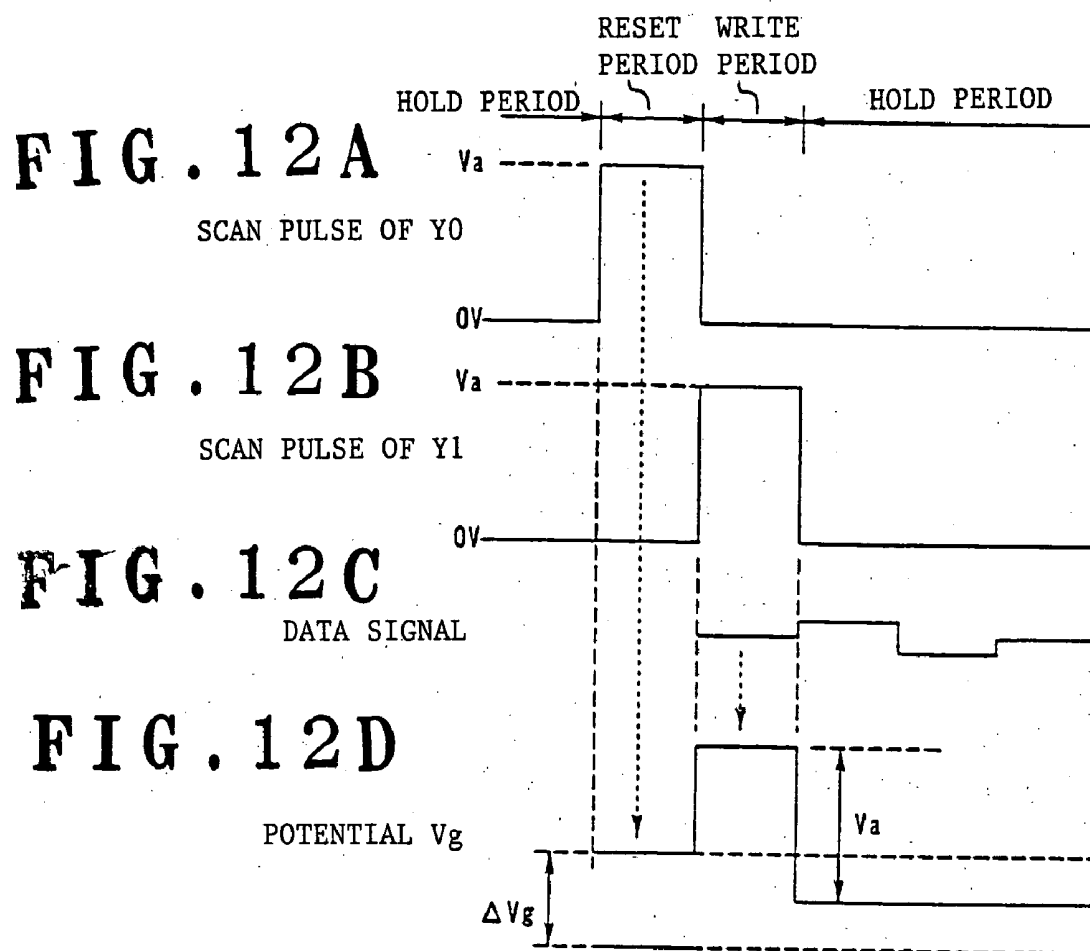 RESET WRITE
PERIOD PERIOD
HOLD PERIOD
HOLD PERIOD
FIG.12A
Va
SCAN PULSE OF Y0
0V
FIG.12B
Va
SCAN PULSE OF Y1
0V
FIG.12C
DATA SIGNAL
FIG.12D
POTENTIAL Vg
Va
ΔVg